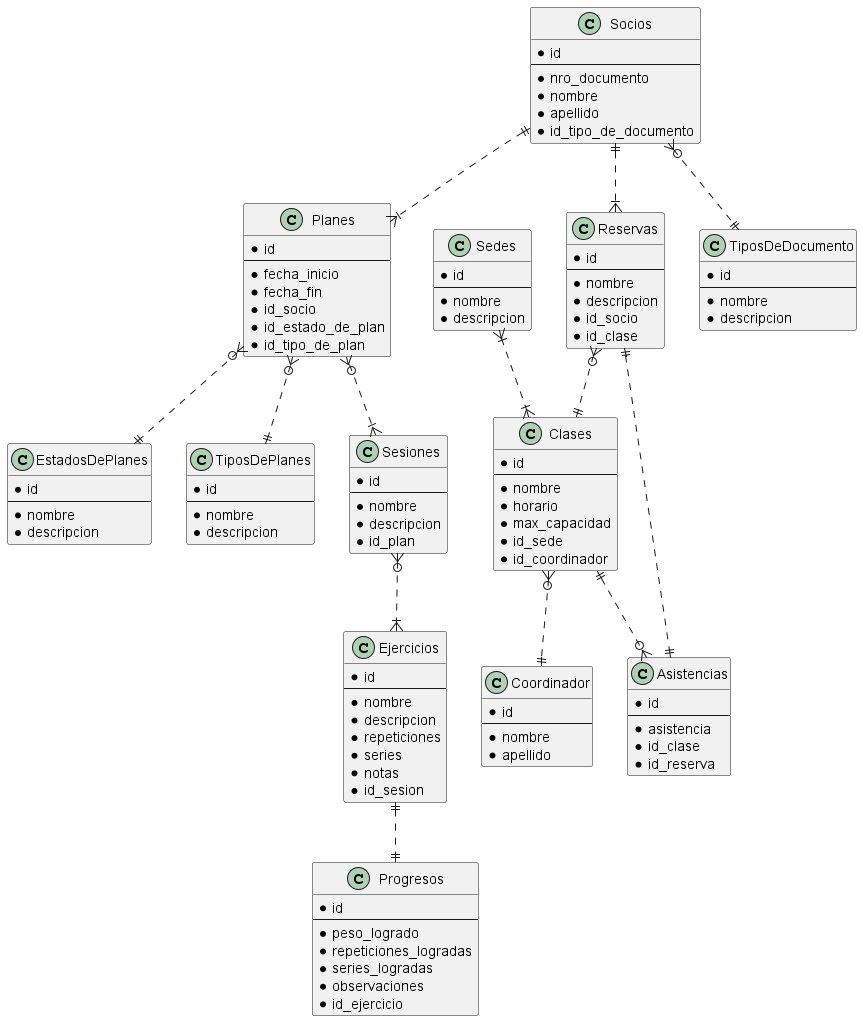 C Socios
id
nro_documento
nombre
apellido
id_tipo_de_documento
C Planes
id
fecha_inicio
fecha_fin
id_socio
id_estado_de_plan
id_tipo_de_plan
C Sedes
id
nombre
descripcion
C Reservas
id
nombre
descripcion
id_socio
id_clase
C TiposDeDocumento
id
nombre
descripcion
C EstadosDePlanes
id
nombre
descripcion
C TiposDePlanes
id
nombre
descripcion
C Sesiones
id
nombre
descripcion
id_plan
C Clases
id
nombre
horario
max_capacidad
id_sede
id_coordinador
C Ejercicios
id
nombre
descripcion
repeticiones
series
notas
id_sesion
C Coordinador
id
nombre
apellido
C Asistencias
id
asistencia
id_clase
id_reserva
C Progresos
id
peso_logrado
repeticiones_logradas
series_logradas
observaciones
id_ejercicio